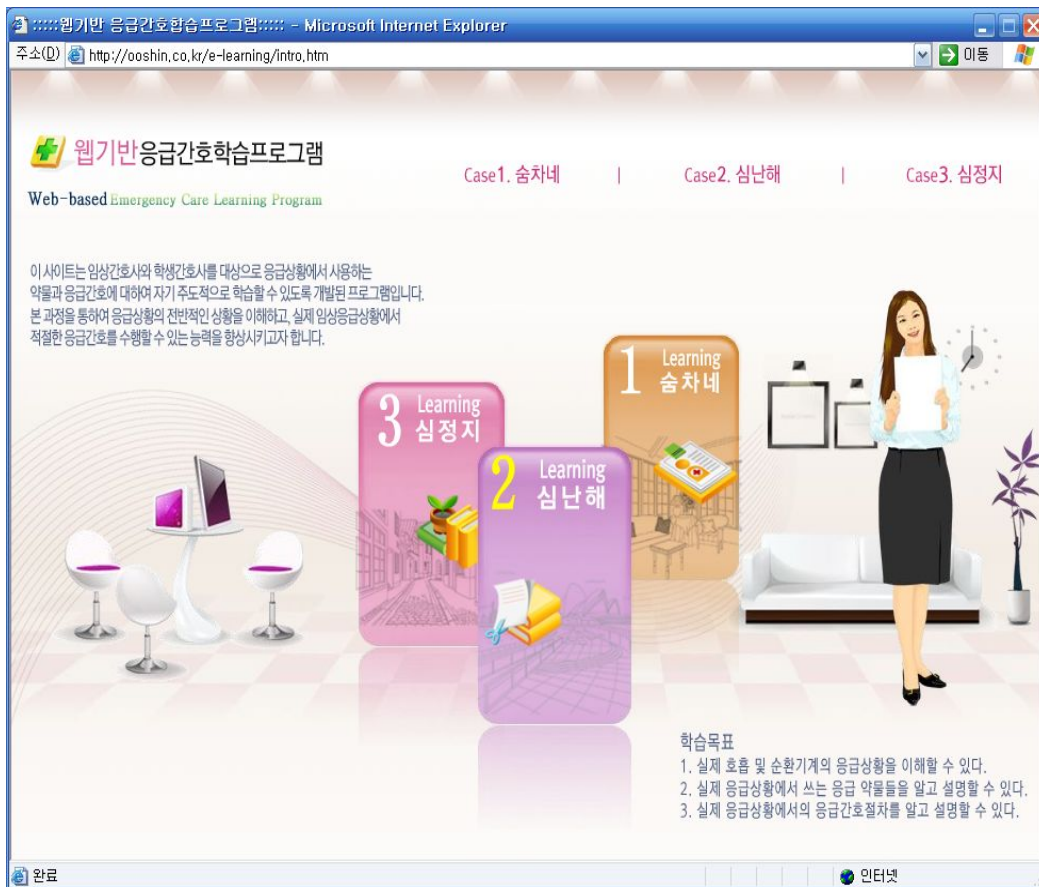 :::::웹기반 응급간호학습프로그램::::: - Microsoft Internet Explorer
주소(D) http://ooshin.co.kr/e-learning/intro.htm 이동
웹기반응급간호학습프로그램
Web-based Emergency Care Learning Program
Case1. 숨차네 | Case2. 심난해 | Case3. 심정지
이 사이트는 임상간호사와 학생간호사를 대상으로 응급상황에서 사용하는
약물과 응급간호에 대하여 자기 주도적으로 학습할 수 있도록 개발된 프로그램입니다.
본 과정을 통하여 응급상황의 전반적인 상황을 이해하고, 실제 임상응급상황에서
적절한 응급간호를 수행할 수 있는 능력을 향상시키고자 합니다.
1 Learning
숨차네
3 Learning
심정지
2 Learning
심난해
학습목표
1. 실제 호흡 및 순환기계의 응급상황을 이해할 수 있다.
2. 실제 응급상황에서 쓰는 응급 약물들을 알고 설명할 수 있다.
3. 실제 응급상황에서의 응급간호절차를 알고 설명할 수 있다.
완료 인터넷